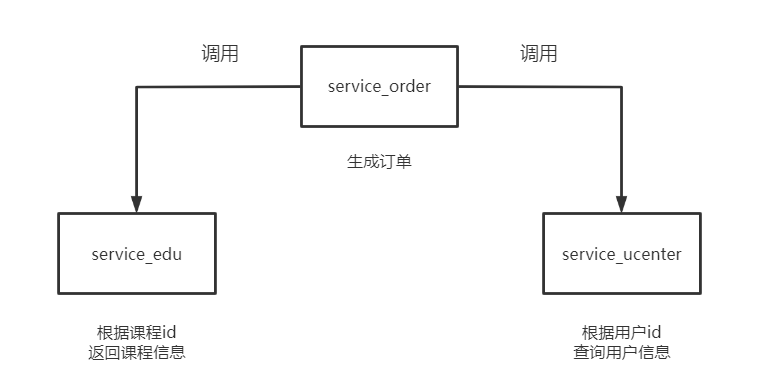 调用
调用
service_order
生成订单
service_edu
service_ucenter
根据课程id
返回课程信息
根据用户id
查询用户信息